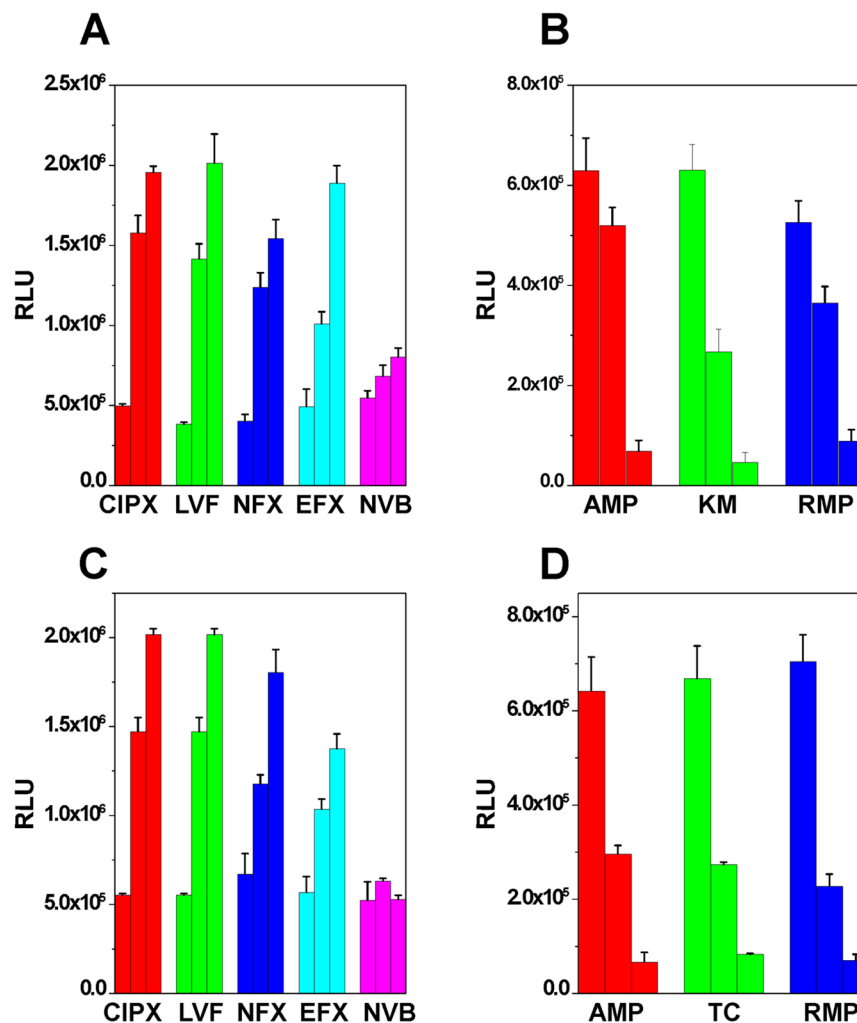 A
RLU
2.5x10⁶
2.0x10⁶
1.5x10⁶
1.0x10⁶
5.0x10⁵
0.0
CIPX LVF NFX EFX NVB
B
RLU
8.0x10⁵
6.0x10⁵
4.0x10⁵
2.0x10⁵
0.0
AMP KM RMP
C
RLU
2.0x10⁶
1.5x10⁶
1.0x10⁶
5.0x10⁵
0.0
CIPX LVF NFX EFX NVB
D
RLU
8.0x10⁵
6.0x10⁵
4.0x10⁵
2.0x10⁵
0.0
AMP TC RMP